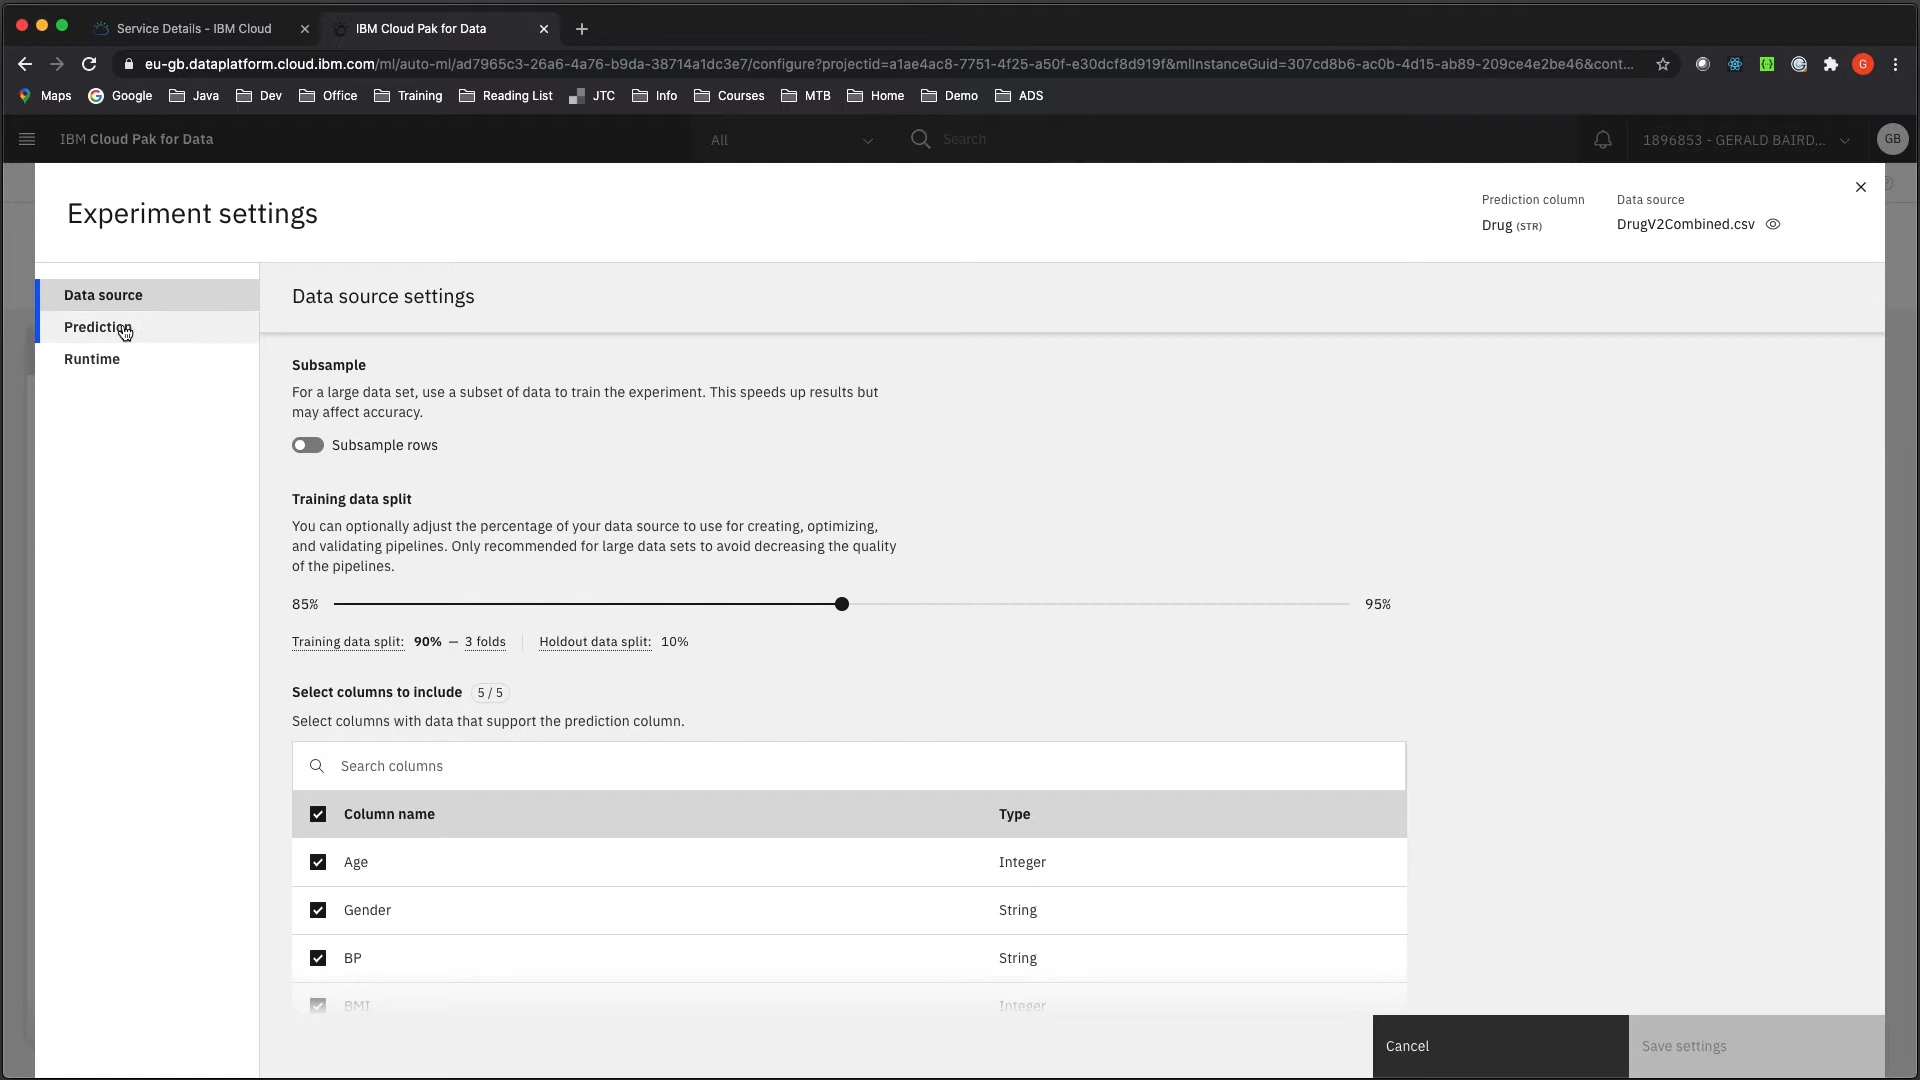 Service Details - IBM Cloud
IBM Cloud Pak for Data
eu-gb.dataplatform.cloud.ibm.com/ml/auto-ml/ad7965c3-26a6-4a76-b9da-38714a1dc3e7/configure?projectid=a1ae4ac8-7751-4f25-a50f-e30dcf8d919f&mlInstanceGuid=307cd8b6-ac0b-4d15-ab89-209ce4e2be46&cont...
G
Maps Google Java Dev Office Training Reading List JTC Info Courses MTB Home Demo ADS
IBM Cloud Pak for Data All Search 1896853 - GERALD BAIRD... GB
Experiment settings
Prediction column
Drug (STR)
Data source
DrugV2Combined.csv
Data source
Prediction
Runtime
Data source settings
Subsample
For a large data set, use a subset of data to train the experiment. This speeds up results but
may affect accuracy.
Subsample rows
Training data split
You can optionally adjust the percentage of your data source to use for creating, optimizing,
and validating pipelines. Only recommended for large data sets to avoid decreasing the quality
of the pipelines.
85% 95%
Training data split: 90% — 3 folds Holdout data split: 10%
Select columns to include 5 / 5
Select columns with data that support the prediction column.
Search columns
Column name Type
Age Integer
Gender String
BP String
BMI Integer
Cancel Save settings